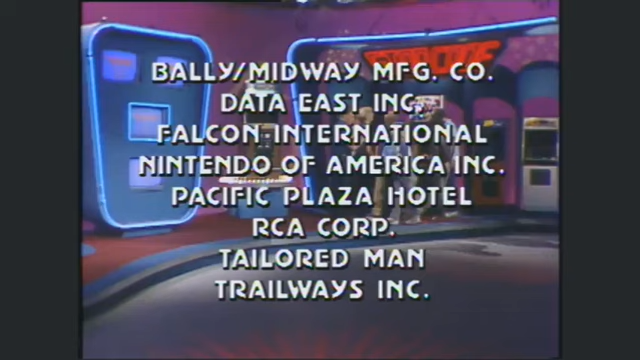 BALLY/MIDWAY MFG. CO.
DATA EAST INC.
FALCON INTERNATIONAL
NINTENDO OF AMERICA INC.
PACIFIC PLAZA HOTEL
RCA CORP.
TAILORED MAN
TRAILWAYS INC.